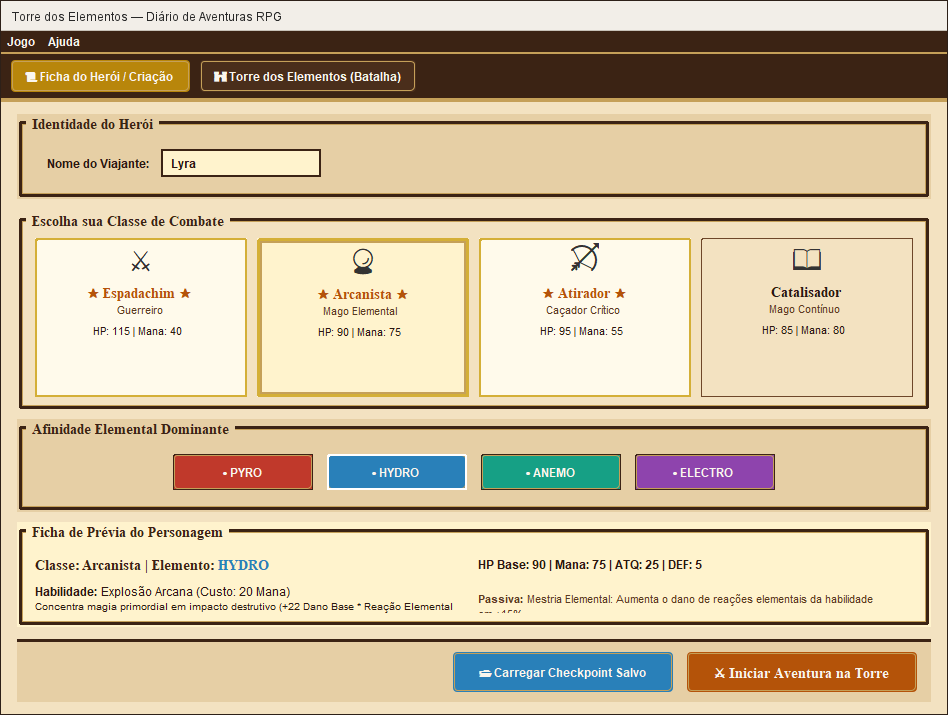 Torre dos Elementos — Diário de Aventuras RPG
Jogo Ajuda
Ficha do Herói / Criação Torre dos Elementos (Batalha)
Identidade do Herói
Nome do Viajante: Lyra
Escolha sua Classe de Combate
★ Espadachim ★
Guerreiro
HP: 115 | Mana: 40
★ Arcanista ★
Mago Elemental
HP: 90 | Mana: 75
★ Atirador ★
Caçador Crítico
HP: 95 | Mana: 55
Catalisador
Mago Contínuo
HP: 85 | Mana: 80
Afinidade Elemental Dominante
• PYRO • HYDRO • ANEMO • ELECTRO
Ficha de Prévia do Personagem
Classe: Arcanista | Elemento: HYDRO
Habilidade: Explosão Arcana (Custo: 20 Mana)
Concentra magia primordial em impacto destrutivo (+22 Dano Base * Reação Elemental
HP Base: 90 | Mana: 75 | ATQ: 25 | DEF: 5
Passiva: Mestria Elemental: Aumenta o dano de reações elementais da habilidade
Carregar Checkpoint Salvo ⚔ Iniciar Aventura na Torre